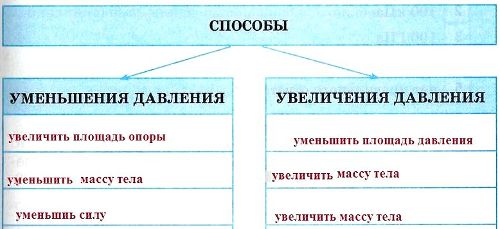 СПОСОБЫ
УМЕНЬШЕНИЯ ДАВЛЕНИЯ
увеличить площадь опоры
уменьшить массу тела
уменшиь силу
УВЕЛИЧЕНИЯ ДАВЛЕНИЯ
уменьшить площадь давления
увеличить массу тела
увеличить массу тела